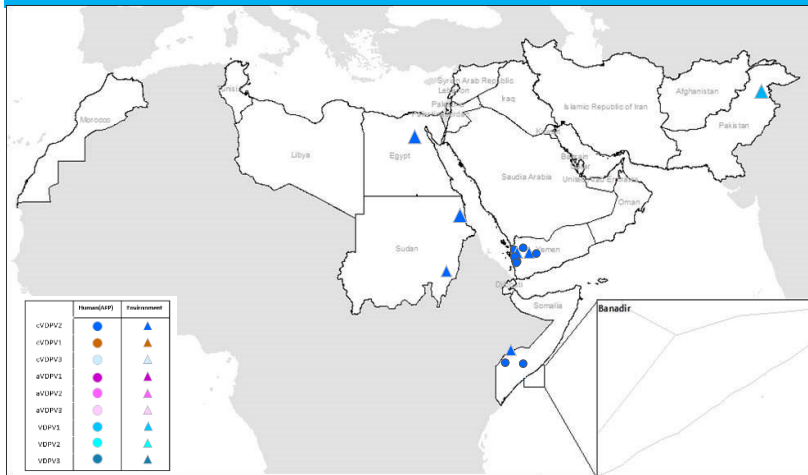 Tunisia
Syrian Arab Republic
Lebanon
Iraq
Islamic Republic of Iran
Afghanistan
Morocco
Pakistan
Libya
Egypt
Kuwait
Bahrain
Qatar
Saudi Arabia
United Arab Emirates
Oman
Sudan
Yemen
Djibouti
Somalia
Banadir
Human(AFP) Environment
cVDPV2
cVDPV1
cVDPV3
aVDPV1
aVDPV2
aVDPV3
VDPV1
VDPV2
VDPV3